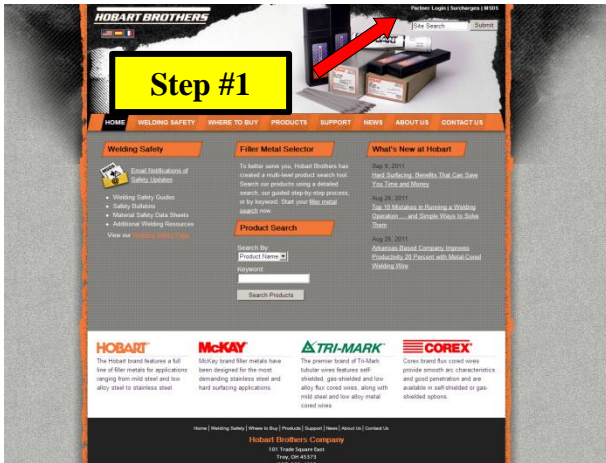 HOBART BROTHERS
Partner Login | Surcharges | MSDS
Site Search
Submit
Step #1
HOME WELDING SAFETY WHERE TO BUY PRODUCTS SUPPORT NEWS ABOUT US CONTACT US
Welding Safety
Email Notifications of
Safety Updates
Welding Safety Guides
Safety Bulletins
Material Safety Data Sheets
Additional Welding Resources
View our Welding Safety Page
Filler Metal Selector
To better serve you, Hobart Brothers has
created a multi-level product search tool.
Search our products using a detailed
search, our guided step-by-step process,
or by keyword. Start your filler metal
search now.
Product Search
Search By:
Product Name
Keyword:
Search Products
What's New at Hobart
Sep 9, 2011
Hard Surfacing: Benefits That Can Save
You Time and Money
Aug 26, 2011
Top 10 Mistakes in Running a Welding
Operation ... and Simple Ways to Solve
Them
Aug 25, 2011
Arkansas Based Company Improves
Productivity 20 Percent with Metal-Cored
Welding Wire
HOBART
The Hobart brand features a full
line of filler metals for applications
ranging from mild steel and low
alloy steel to stainless steel
McKAY
McKay brand filler metals have
been designed for the most
demanding stainless steel and
hard surfacing applications
TRI-MARK
The premier brand of Tri-Mark
tubular wires features self-
shielded, gas-shielded and low
alloy flux cored wires, along with
mild steel and low alloy metal
cored wires
COREX
Corex brand flux cored wires
provide smooth arc characteristics
and good penetration and are
available in self-shielded or gas-
shielded options
Home | Welding Safety | Where to Buy | Products | Support | News | About Us | Contact Us
Hobart Brothers Company
101 Trade Square East
Troy, OH 45373